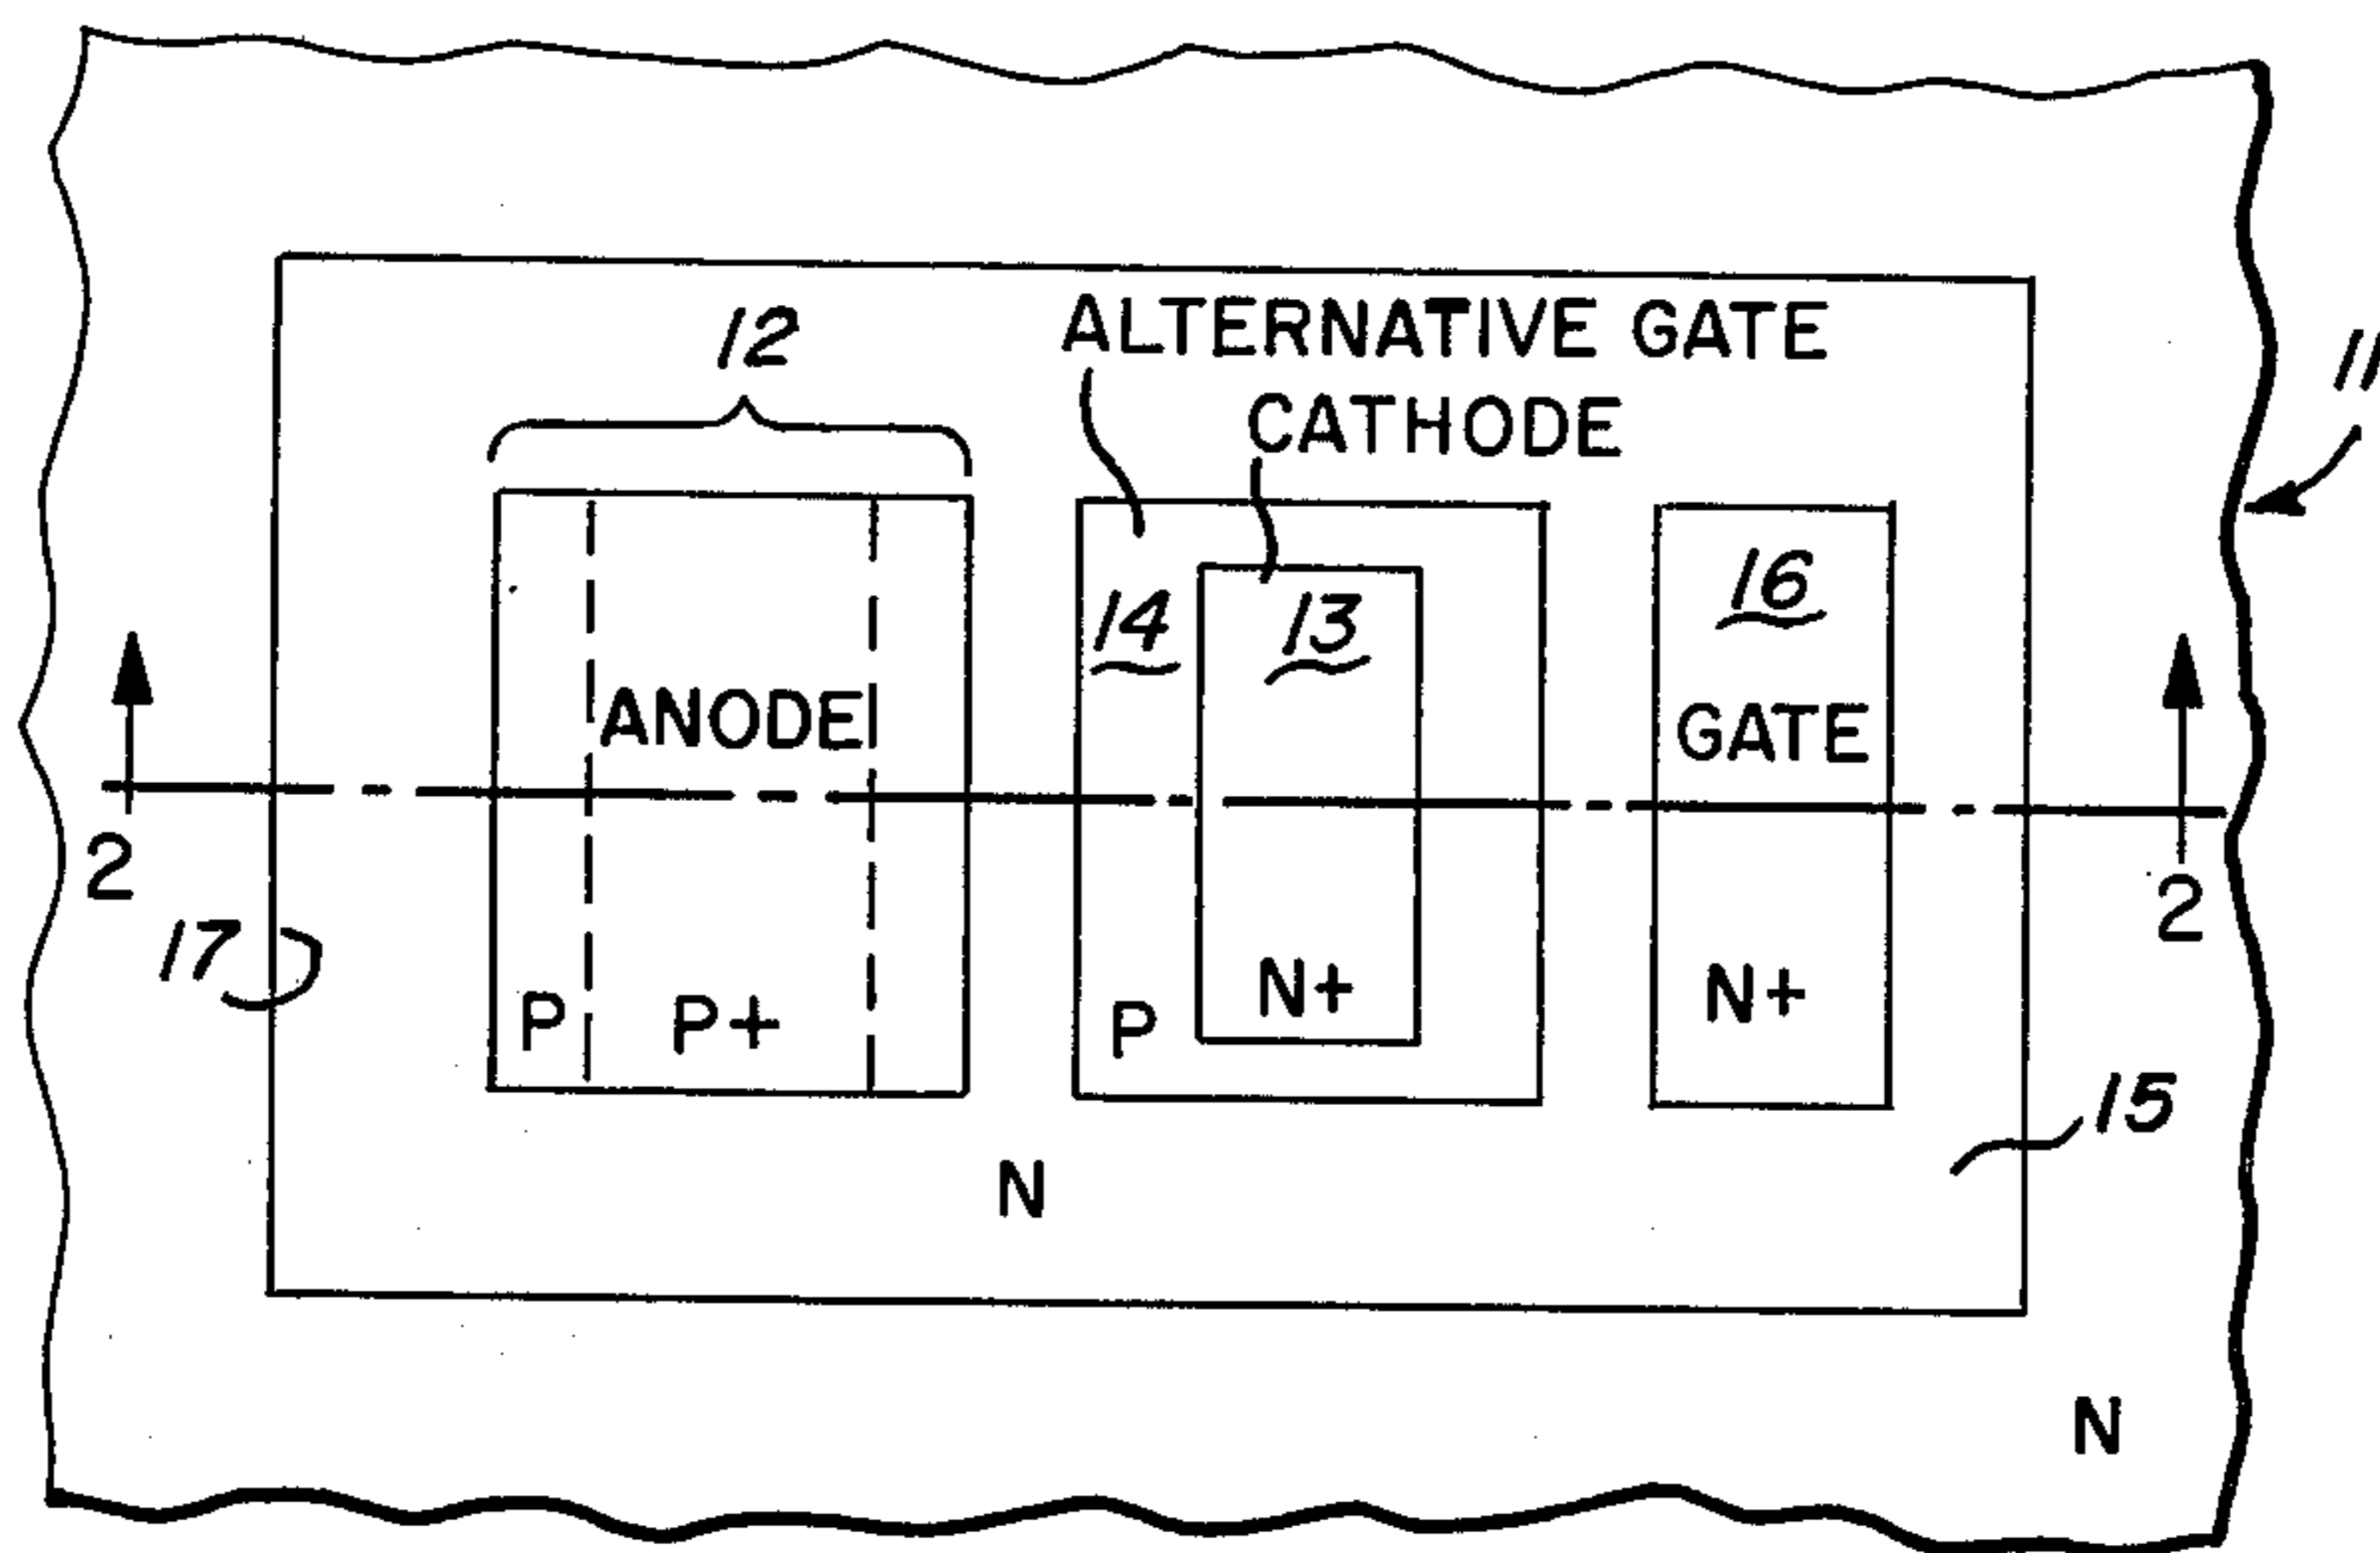 12
ALTERNATIVE GATE
11
CATHODE
14
13
16
ANODE
GATE
2
2
17
P
P+
P
N+
N+
15
N
N